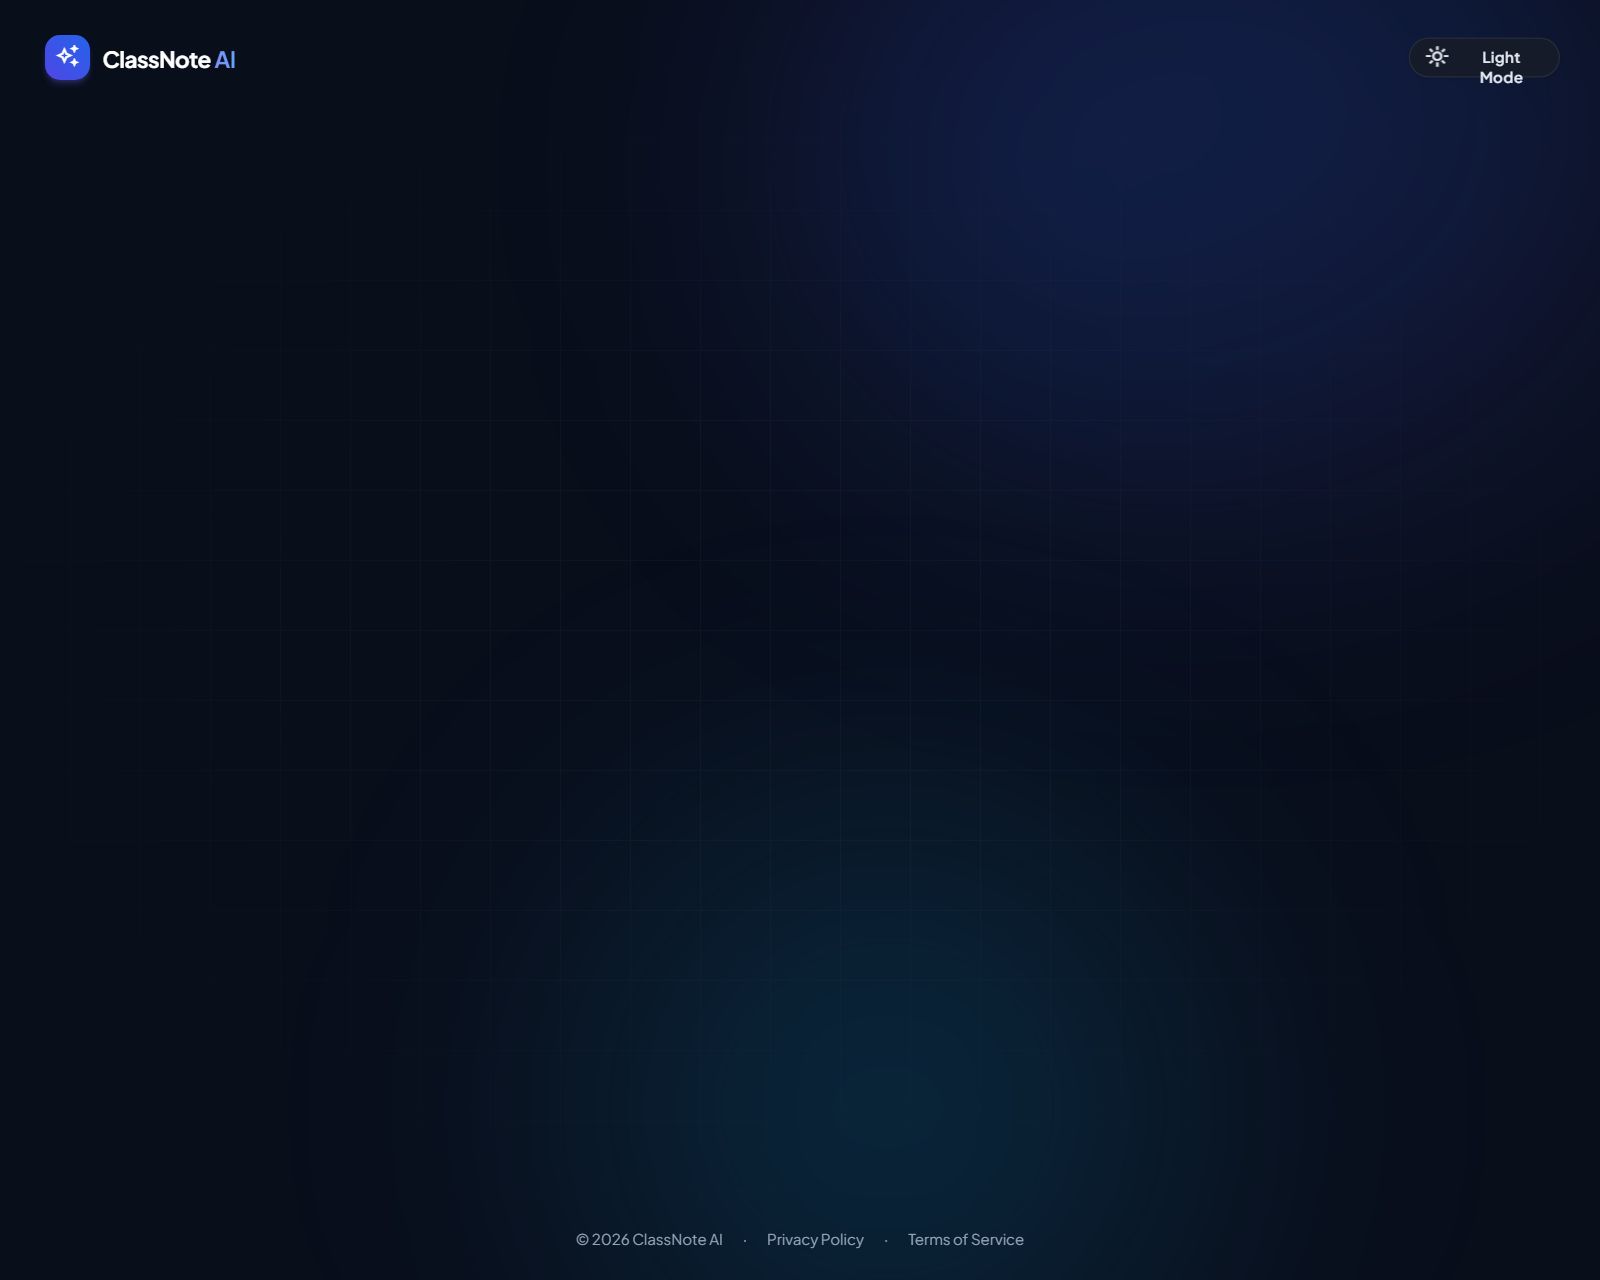 ClassNote AI
Light
Mode
© 2026 ClassNote AI · Privacy Policy · Terms of Service